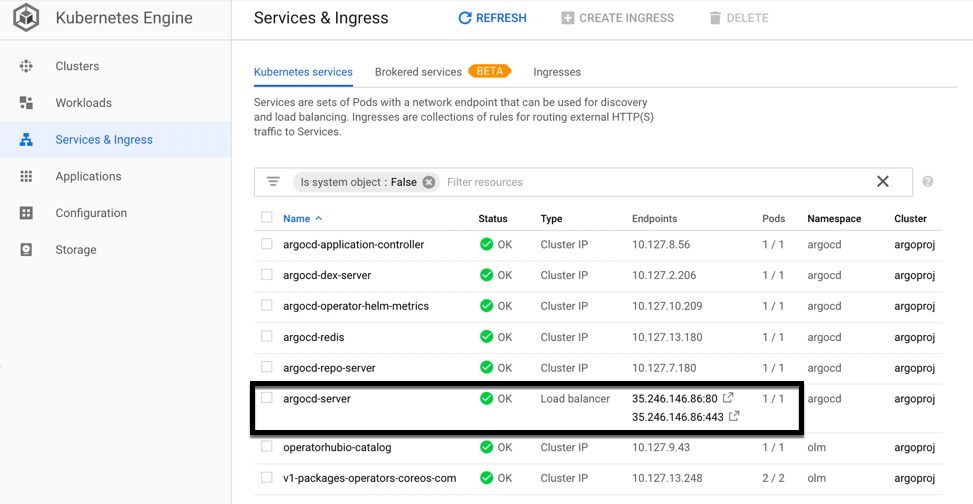 Kubernetes Engine
Services & Ingress
REFRESH
CREATE INGRESS
DELETE
Clusters
Workloads
Services & Ingress
Applications
Configuration
Storage
Kubernetes services
Brokered services BETA
Ingresses
Services are sets of Pods with a network endpoint that can be used for discovery
and load balancing. Ingresses are collections of rules for routing external HTTP(S)
traffic to Services.
Is system object : False
Filter resources
Name Status Type Endpoints Pods Namespace Cluster
argocd-application-controller OK Cluster IP 10.127.8.56 1 / 1 argocd argoproj
argocd-dex-server OK Cluster IP 10.127.2.206 1 / 1 argocd argoproj
argocd-operator-helm-metrics OK Cluster IP 10.127.10.209 1 / 1 argocd argoproj
argocd-redis OK Cluster IP 10.127.13.180 1 / 1 argocd argoproj
argocd-repo-server OK Cluster IP 10.127.7.180 1 / 1 argocd argoproj
argocd-server OK Load balancer 35.246.146.86:80 1 / 1 argocd argoproj
35.246.146.86:443
operatorhubio-catalog OK Cluster IP 10.127.9.43 1 / 1 olm argoproj
v1-packages-operators-coreos-com OK Cluster IP 10.127.13.248 2 / 2 olm argoproj